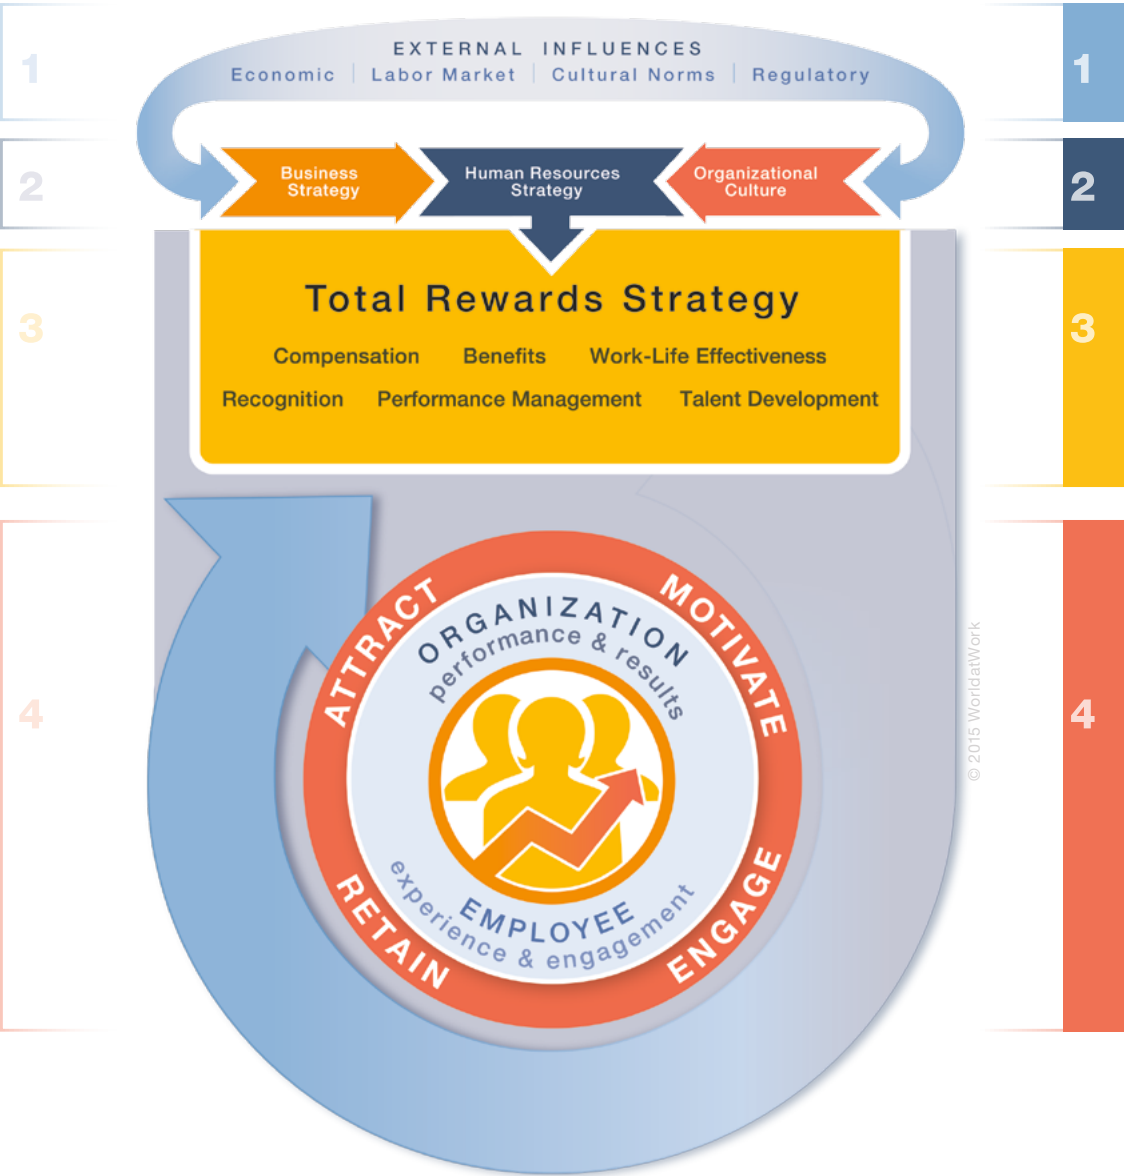 1
1
EXTERNAL INFLUENCES
Economic | Labor Market | Cultural Norms | Regulatory
2
2
Business
Strategy
Human Resources
Strategy
Organizational
Culture
3
3
Total Rewards Strategy
Compensation Benefits Work-Life Effectiveness
Recognition Performance Management Talent Development
4
4
ATTRACT
MOTIVATE
ORGANIZATION
performance & results
RETAIN
ENGAGE
EMPLOYEE
experience & engagement
© 2015 WorldatWork